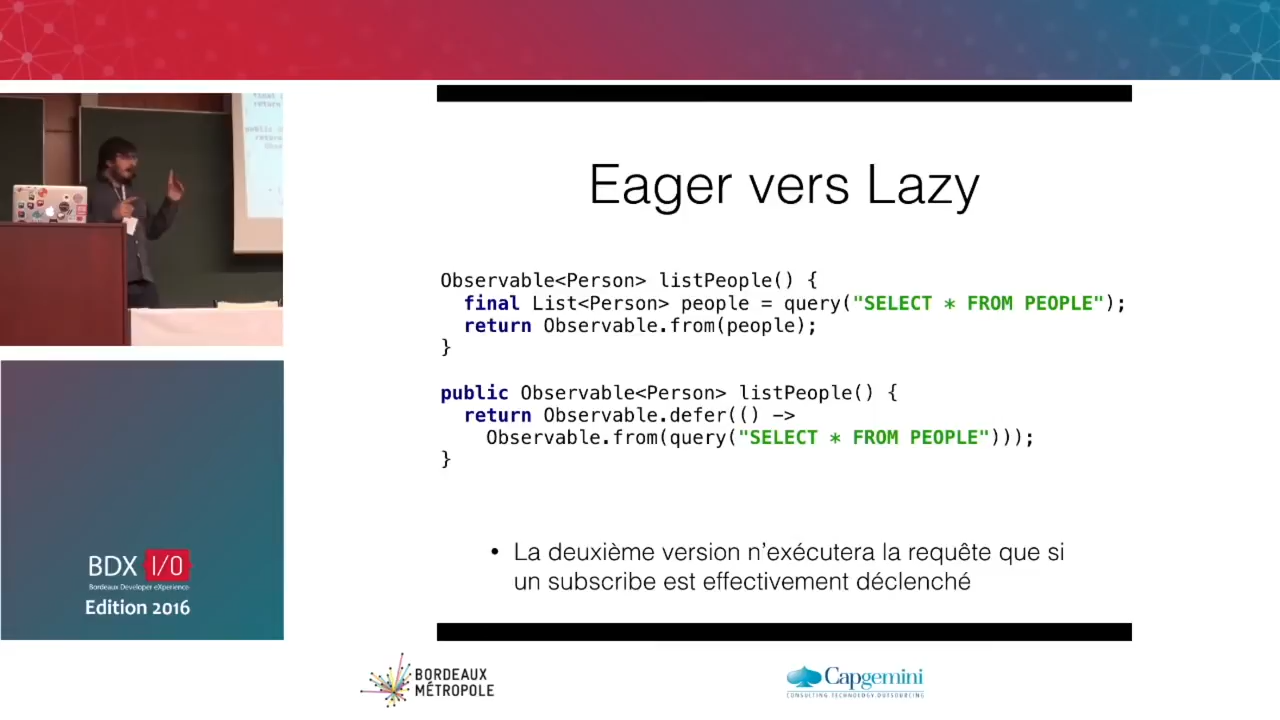 Eager vers Lazy
Observable<Person> listPeople() {
  final List<Person> people = query("SELECT * FROM PEOPLE");
  return Observable.from(people);
}
public Observable<Person> listPeople() {
  return Observable.defer(() ->
    Observable.from(query("SELECT * FROM PEOPLE")));
}
• La deuxième version n'exécutera la requête que si
un subscribe est effectivement déclenché
BDX I/O
Bordeaux Developer eXperience
Edition 2016
BORDEAUX
MÉTROPOLE
Capgemini
CONSULTING.TECHNOLOGY.OUTSOURCING